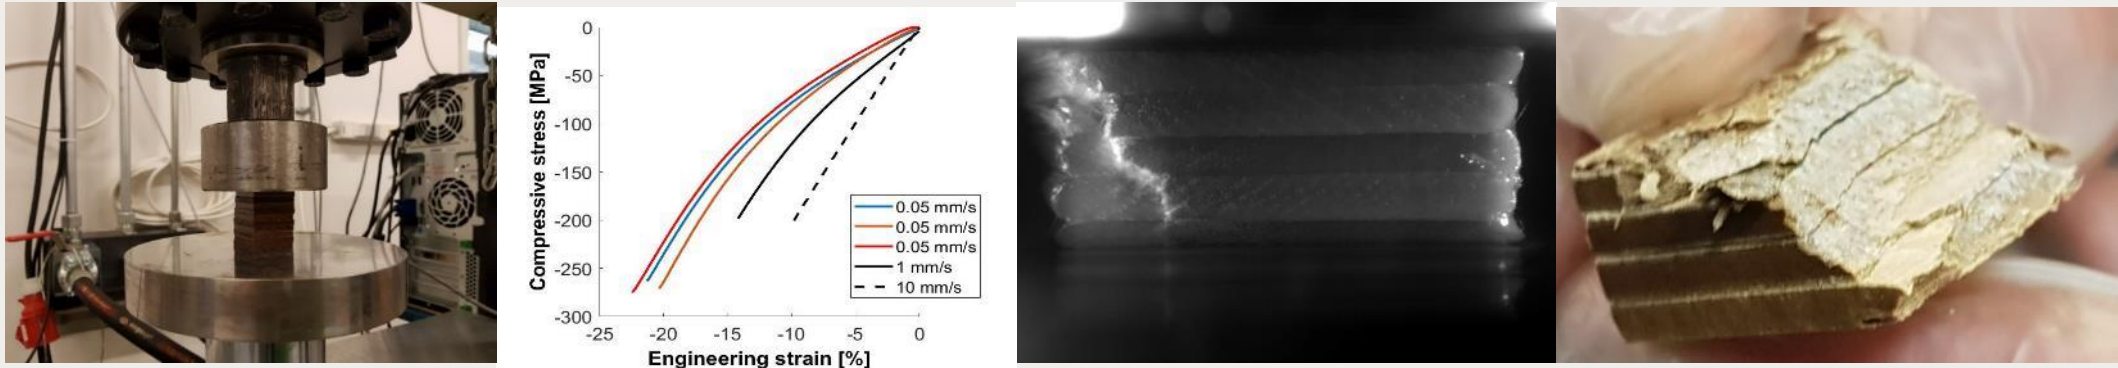 Compressive stress [MPa]
0
-50
-100
-150
-200
-250
-300
0.05 mm/s
0.05 mm/s
0.05 mm/s
1 mm/s
10 mm/s
-25 -20 -15 -10 -5 0
Engineering strain [%]